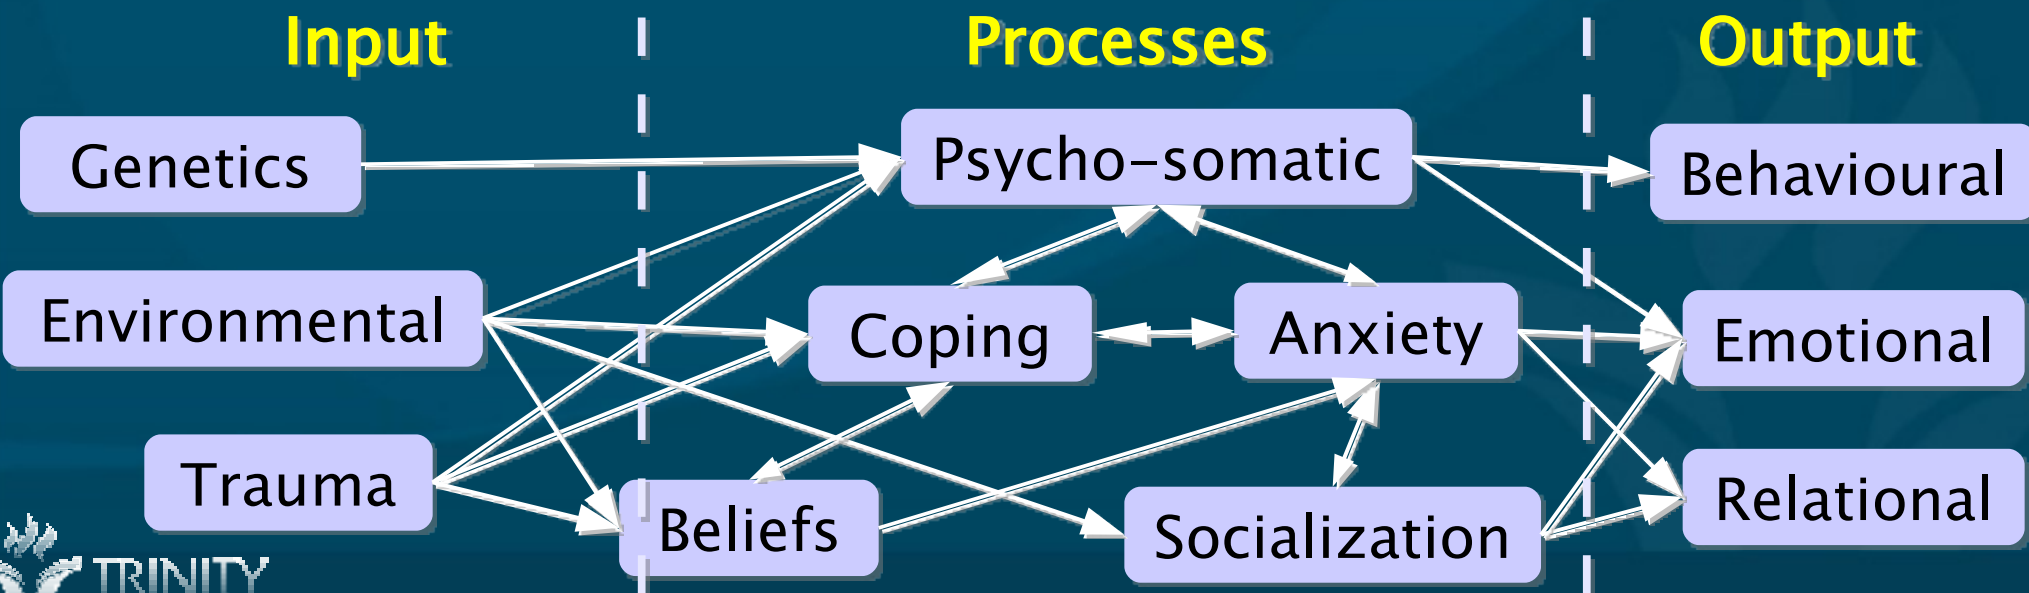 Input
Processes
Output
Genetics
Psycho-somatic
Behavioural
Environmental
Coping
Anxiety
Emotional
Trauma
Beliefs
Socialization
Relational
TRINITY